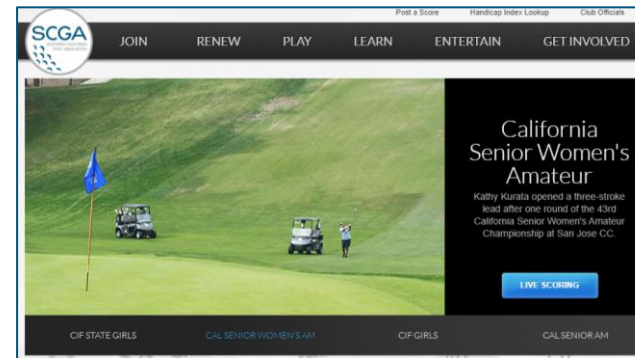 Post a Score Handicap Index Lookup Club Officials
SCGA
JOIN RENEW PLAY LEARN ENTERTAIN GET INVOLVED
California
Senior Women's
Amateur
Kathy Kurata opened a three-stroke
lead after one round of the 43rd
California Senior Women's Amateur
Championship at San Jose CC.
LIVE SCORING
CIF STATE GIRLS CAL SENIOR WOMEN'S AM CIF GIRLS CAL SENIOR AM